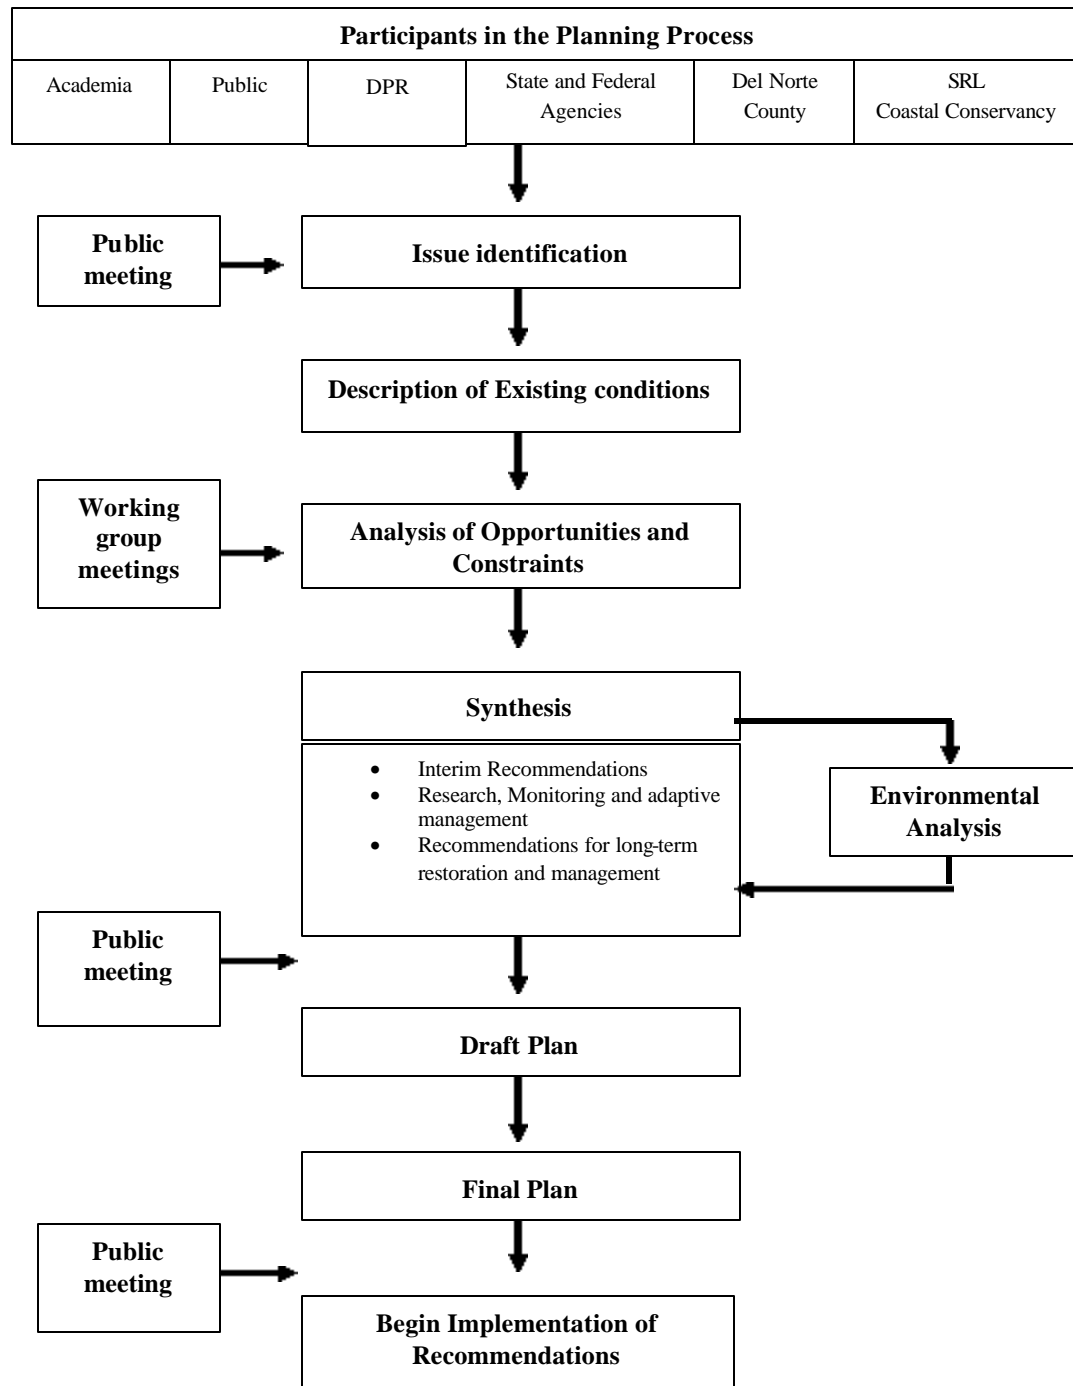 Participants in the Planning Process
Academia
Public
DPR
State and Federal
Agencies
Del Norte
County
SRL
Coastal Conservancy
Public
meeting
Issue identification
Description of Existing conditions
Working
group
meetings
Analysis of Opportunities and
Constraints
Synthesis
• Interim Recommendations
• Research, Monitoring and adaptive
management
• Recommendations for long-term
restoration and management
Environmental
Analysis
Public
meeting
Draft Plan
Final Plan
Public
meeting
Begin Implementation of
Recommendations